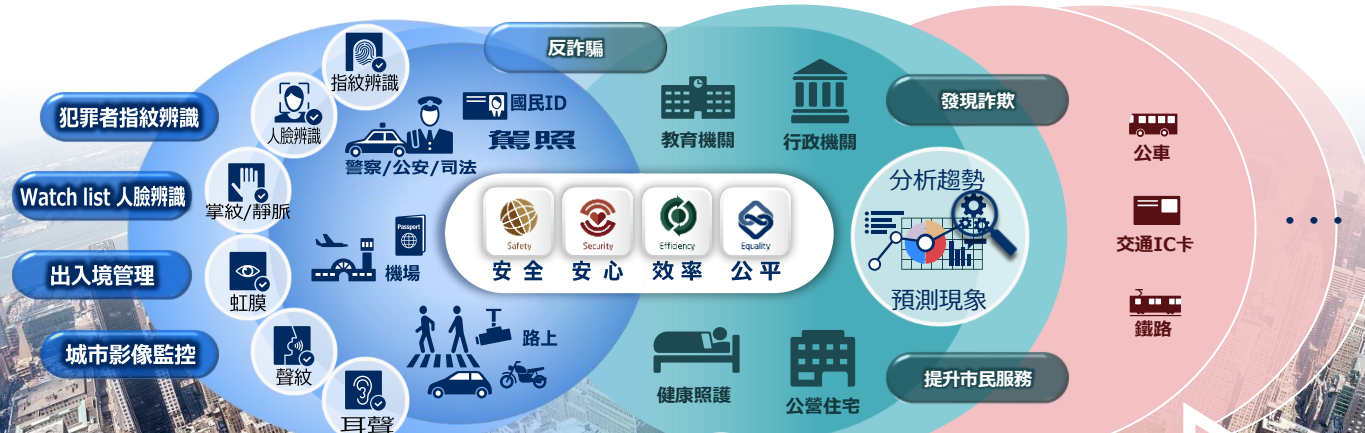 犯罪者指紋辨識
Watch list 人臉辨識
出入境管理
城市影像監控
指紋辨識
人臉辨識
掌紋/靜脈
虹膜
聲紋
耳聲
反詐騙
國民ID
駕照
警察/公安/司法
Passport
機場
路上
Safety
安全
Security
安心
Efficiency
效率
Equality
公平
教育機關
行政機關
健康照護
公營住宅
發現詐欺
分析趨勢
預測現象
提升市民服務
公車
交通IC卡
鐵路
...